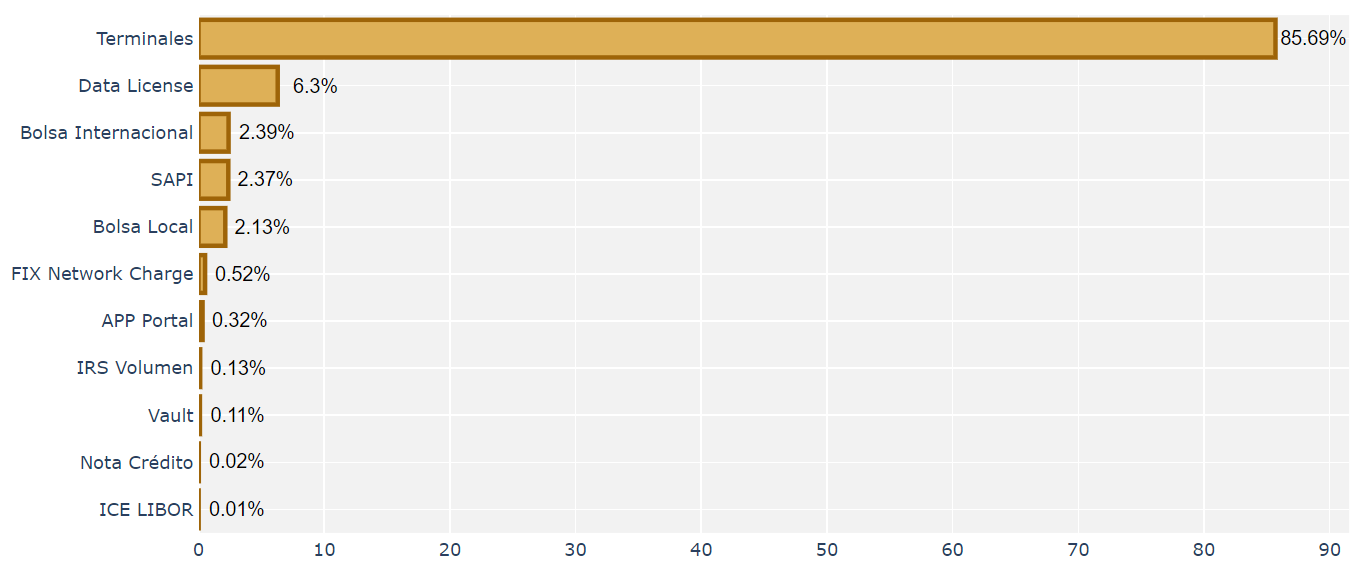 Terminales 85.69%
Data License 6.3%
Bolsa Internacional 2.39%
SAPI 2.37%
Bolsa Local 2.13%
FIX Network Charge 0.52%
APP Portal 0.32%
IRS Volumen 0.13%
Vault 0.11%
Nota Crédito 0.02%
ICE LIBOR 0.01%
0 10 20 30 40 50 60 70 80 90